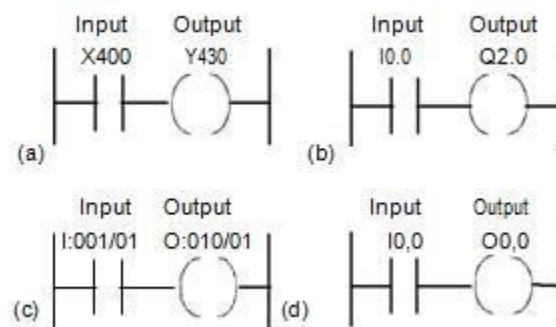 Input Output
X400 Y430
(a)
Input Output
I0.0 Q2.0
(b)
Input Output
I:001/01 O:010/01
(c)
Input Output
I0,0 O0,0
(d)